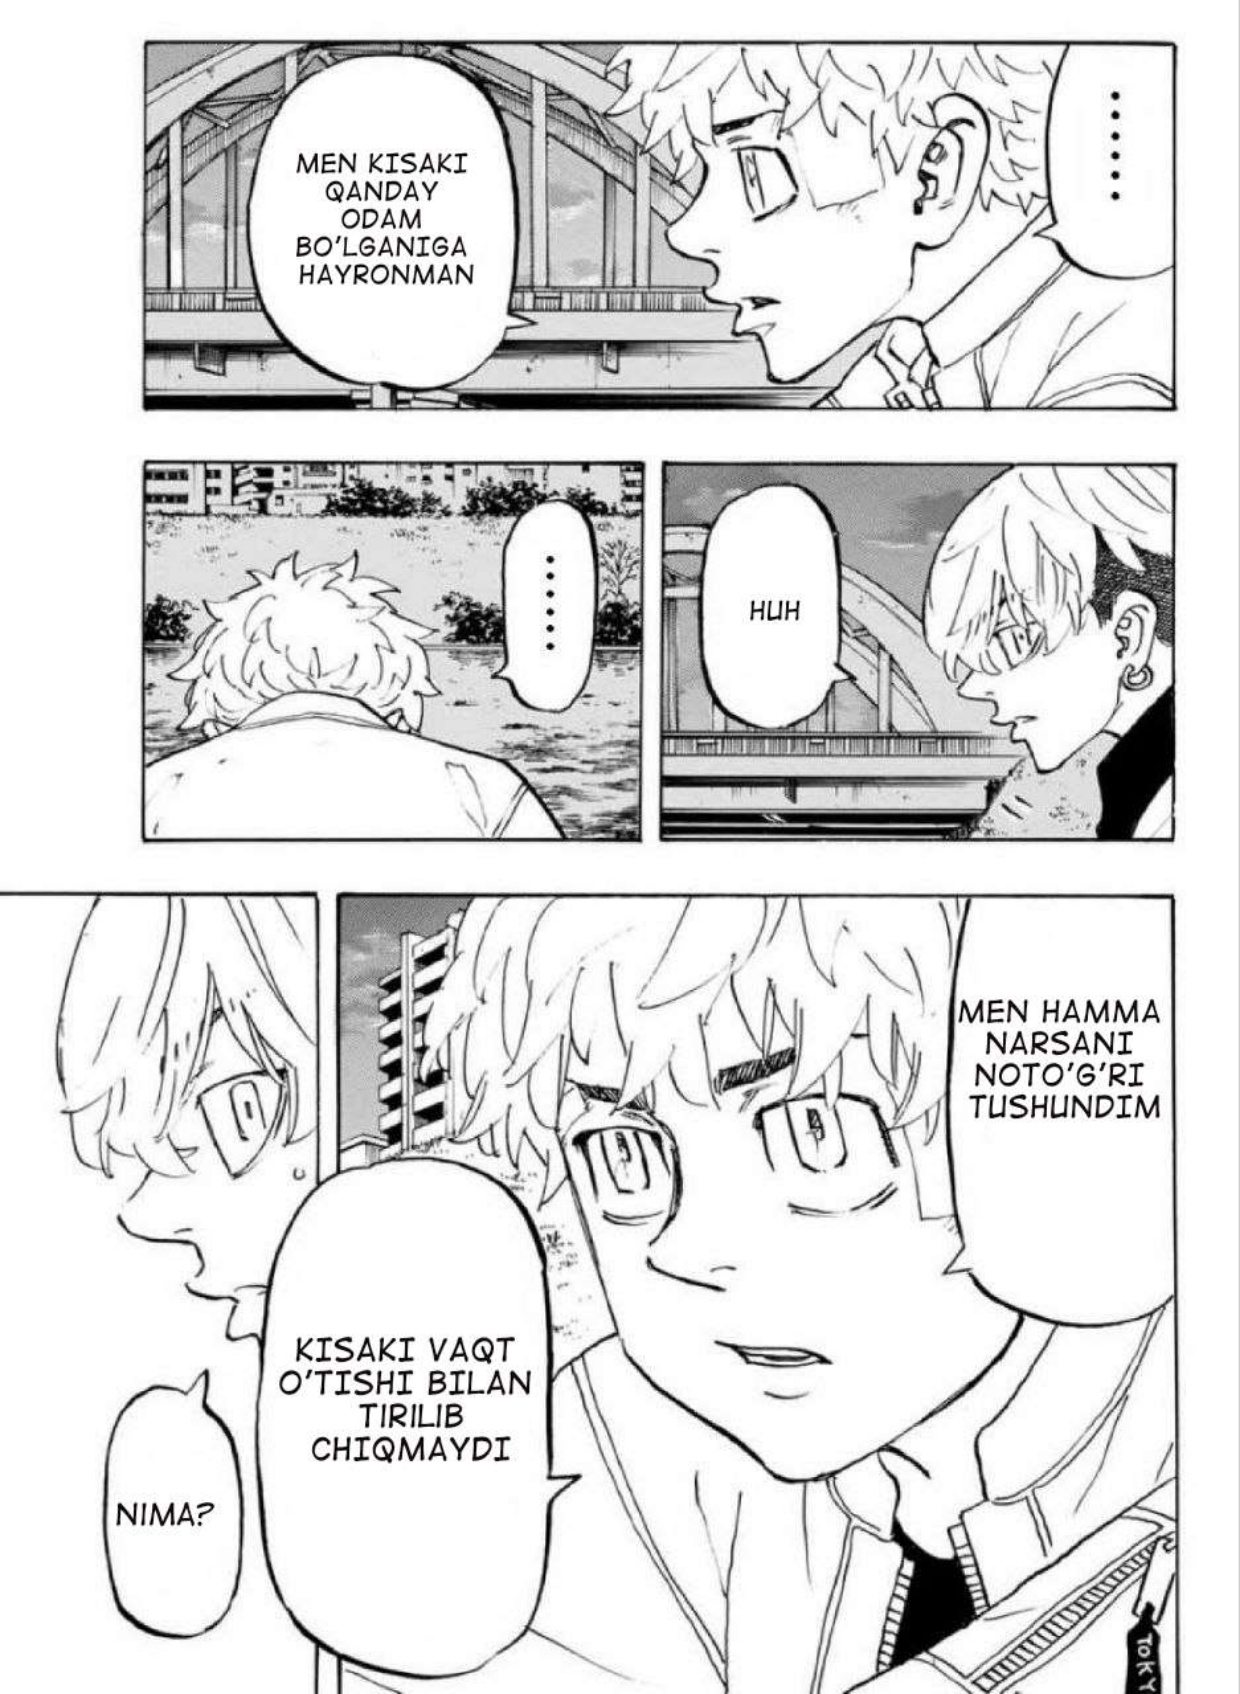 ......
MEN KISAKI
QANDAY
ODAM
BO'LGANIGA
HAYRONMAN
HUH
......
MEN HAMMA
NARSANI
NOTO'G'RI
TUSHUNDIM
KISAKI VAQT
O'TISHI BILAN
TIRILIB
CHIQMAYDI
NIMA?
TOKY